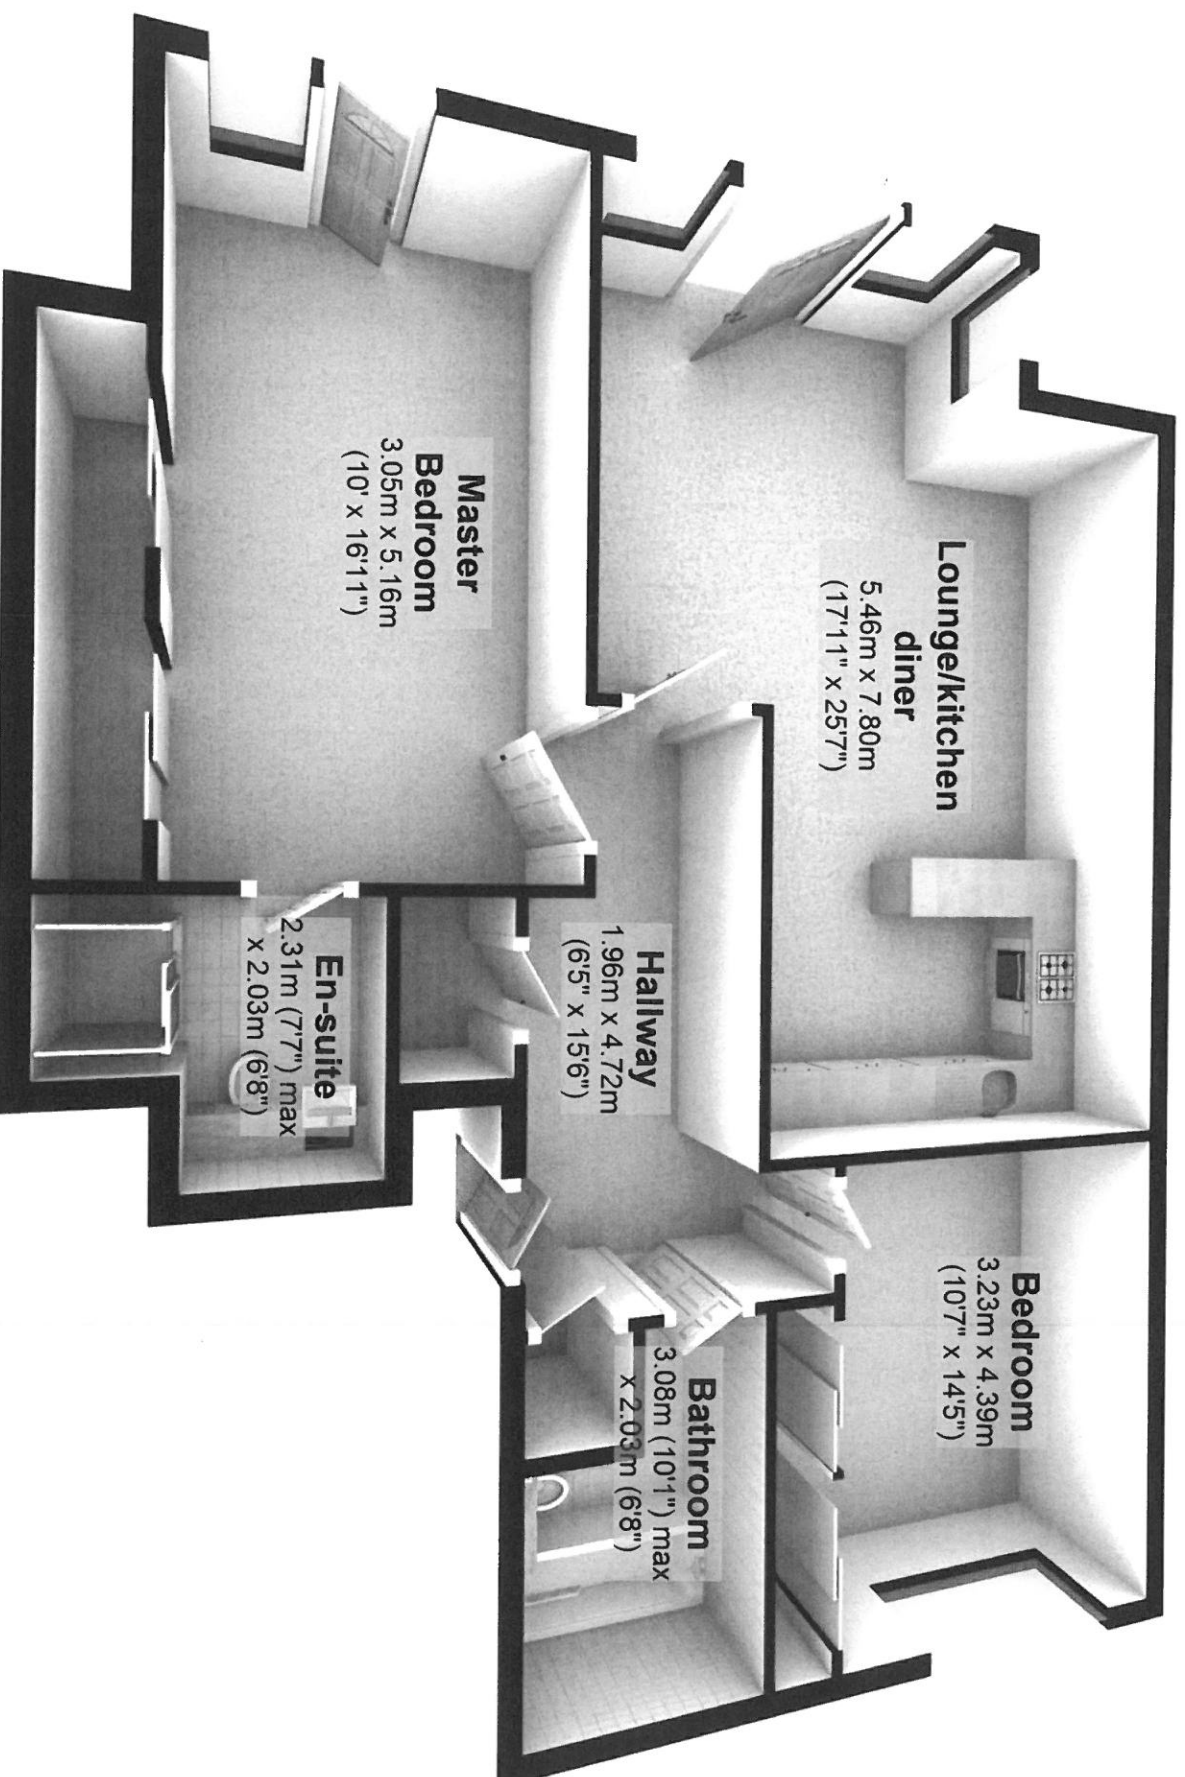 Lounge/kitchen
diner
5.46m x 7.80m
(17'11" x 25'7")
Bedroom
3.23m x 4.39m
(10'7" x 14'5")
Master
Bedroom
3.05m x 5.16m
(10' x 16'11")
Hallway
1.96m x 4.72m
(6'5" x 15'6")
Bathroom
3.08m (10'1") max
x 2.03m (6'8")
En-suite
2.31m (7'7") max
x 2.03m (6'8")